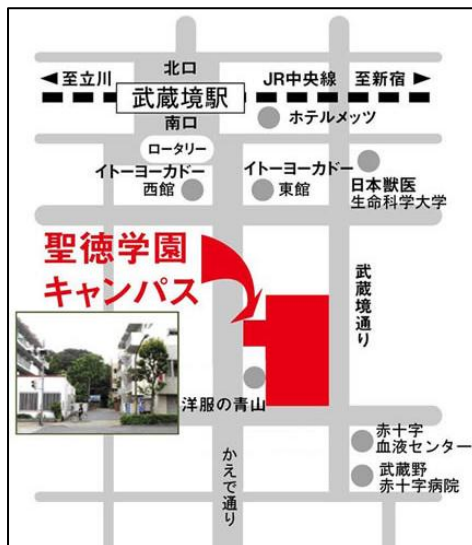 北口
至立川
JR中央線 至新宿
武蔵境駅
南口
ホテルメッツ
ロータリー
イトーヨーカドー
西館
イトーヨーカドー
東館
日本獣医
生命科学大学
聖徳学園
キャンパス
武蔵境通り
洋服の青山
かえで通り
赤十字
血液センター
武蔵野
赤十字病院